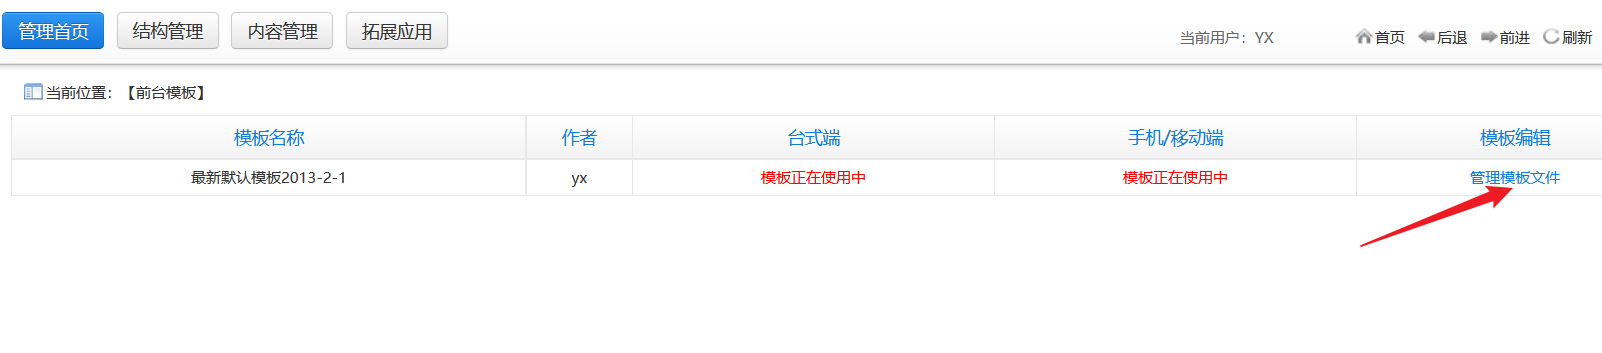 管理首页 结构管理 内容管理 拓展应用
当前用户：YX 首页 后退 前进 刷新
当前位置：【前台模板】
模板名称 作者 台式端 手机/移动端 模板编辑
最新默认模板2013-2-1 yx 模板正在使用中 模板正在使用中 管理模板文件